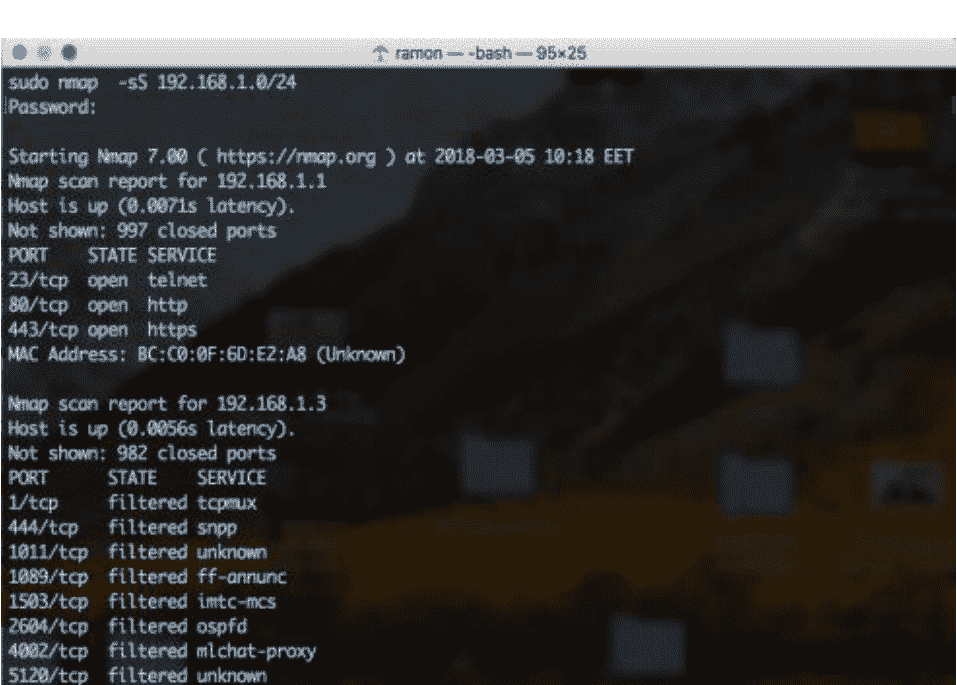 ramon — -bash — 95×25
sudo nmap  -sS 192.168.1.0/24
Password:
Starting Nmap 7.00 ( https://nmap.org ) at 2018-03-05 10:18 EET
Nmap scan report for 192.168.1.1
Host is up (0.0071s latency).
Not shown: 997 closed ports
PORT    STATE SERVICE
23/tcp  open  telnet
80/tcp  open  http
443/tcp open  https
MAC Address: BC:C0:0F:6D:E2:A8 (Unknown)
Nmap scan report for 192.168.1.3
Host is up (0.0056s latency).
Not shown: 982 closed ports
PORT      STATE    SERVICE
1/tcp     filtered tcpmux
444/tcp   filtered snpp
1011/tcp  filtered unknown
1089/tcp  filtered ff-annunc
1503/tcp  filtered imtc-mcs
2604/tcp  filtered ospfd
4002/tcp  filtered mlchat-proxy
5120/tcp  filtered unknown